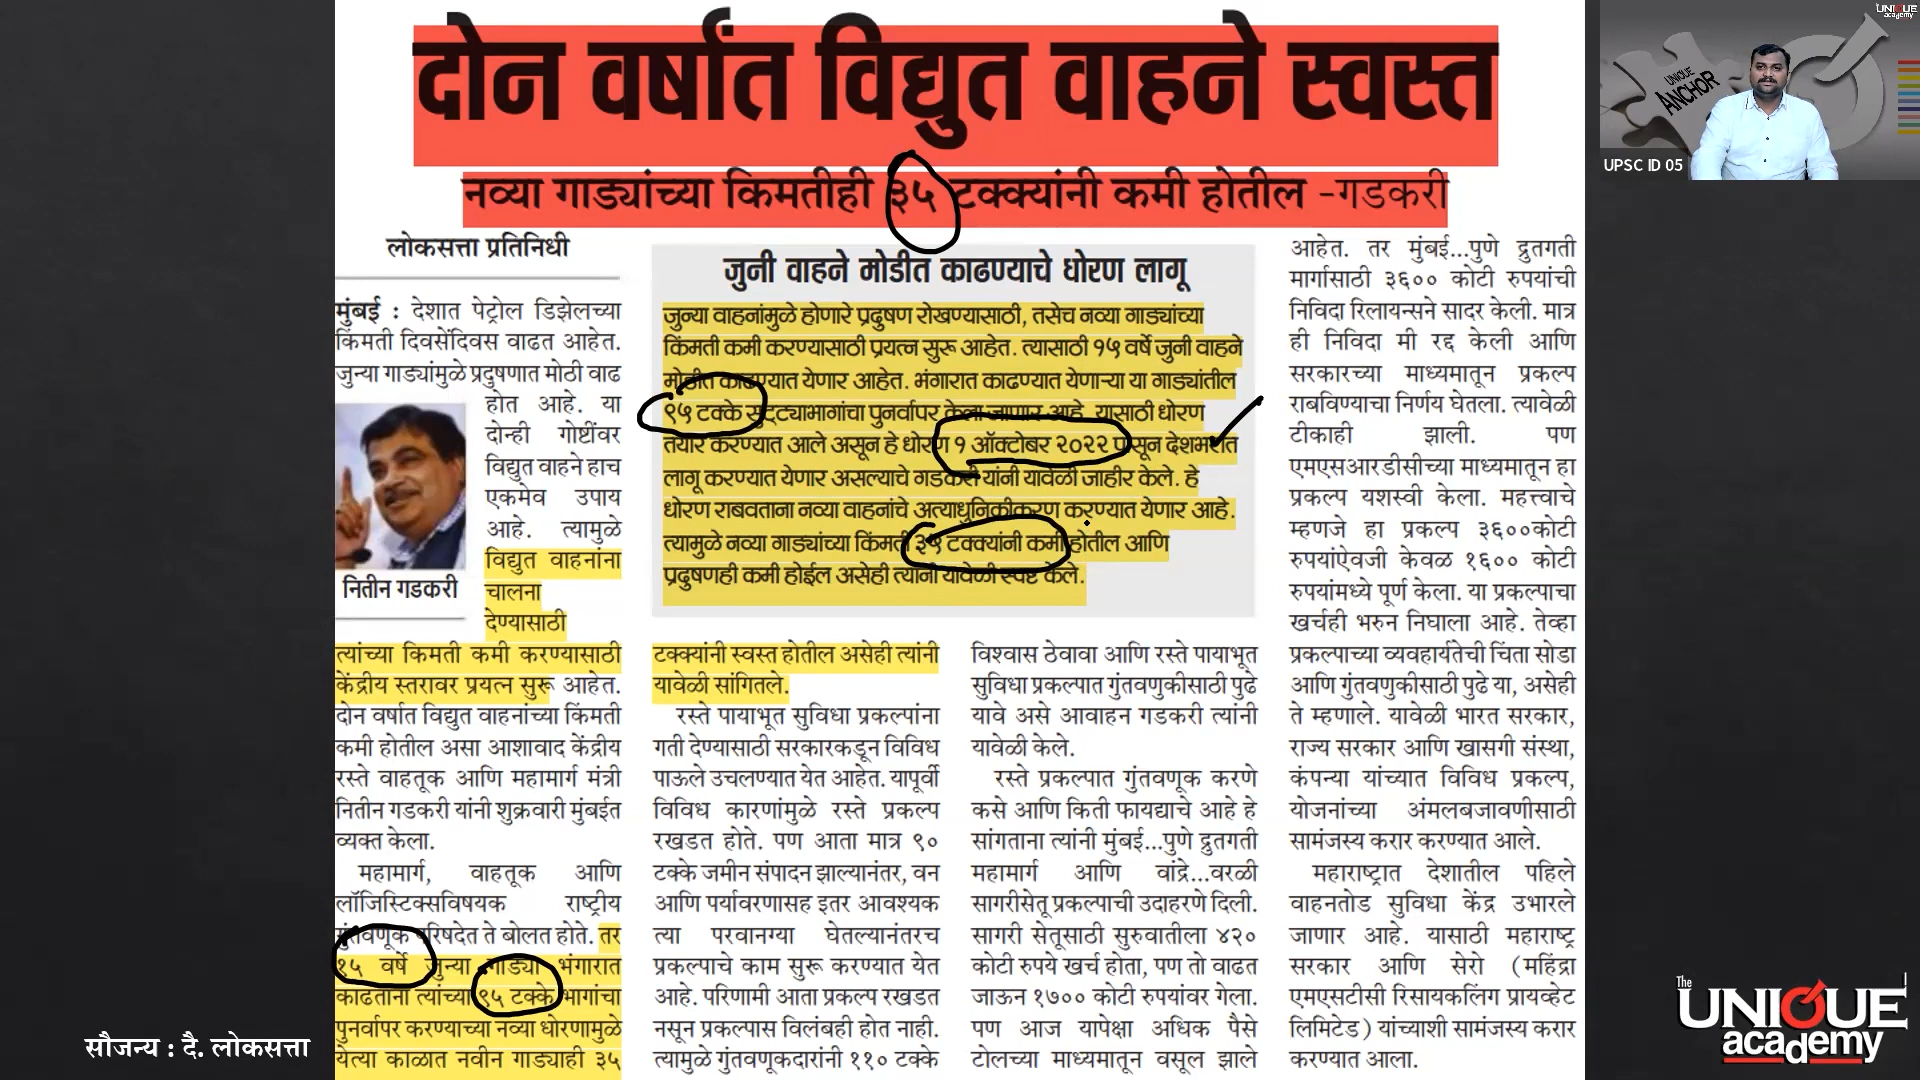 दोन वर्षांत विद्युत वाहने स्वस्त
नव्या गाड्यांच्या किमतीही ३५ टक्क्यांनी कमी होतील -गडकरी
लोकसत्ता प्रतिनिधी
मुंबई : देशात पेट्रोल डिझेलच्या
किंमती दिवसेंदिवस वाढत आहेत.
जुन्या गाड्यांमुळे प्रदुषणात मोठी वाढ
होत आहे. या
दोन्ही गोष्टींवर
विद्युत वाहने हाच
एकमेव उपाय
आहे. त्यामुळे
विद्युत वाहनांना
चालना
देण्यासाठी
नितीन गडकरी
त्यांच्या किमती कमी करण्यासाठी
केंद्रीय स्तरावर प्रयत्न सुरू आहेत.
दोन वर्षात विद्युत वाहनांच्या किंमती
कमी होतील असा आशावाद केंद्रीय
रस्ते वाहतूक आणि महामार्ग मंत्री
नितीन गडकरी यांनी शुक्रवारी मुंबईत
व्यक्त केला.
महामार्ग, वाहतूक आणि
लॉजिस्टिक्सविषयक राष्ट्रीय
गुंतवणूक परिषदेत ते बोलत होते. तर
१५ वर्षे जुन्या गाड्या भंगारात
काढताना त्यांच्या ९५ टक्के भागांचा
पुनर्वापर करण्याच्या नव्या धोरणामुळे
येत्या काळात नवीन गाड्याही ३५
जुनी वाहने मोडीत काढण्याचे धोरण लागू
जुन्या वाहनांमुळे होणारे प्रदुषण रोखण्यासाठी, तसेच नव्या गाड्यांच्या
किंमती कमी करण्यासाठी प्रयत्न सुरू आहेत. त्यासाठी १५ वर्षे जुनी वाहने
मोडीत काढण्यात येणार आहेत. भंगारात काढण्यात येणाऱ्या या गाड्यांतील
९५ टक्के सुट्ट्याभागांचा पुनर्वापर केला जाणार आहे. यासाठी धोरण
तयार करण्यात आले असून हे धोरण १ ऑक्टोबर २०२२ पासून देशभरात
लागू करण्यात येणार असल्याचे गडकरी यांनी यावेळी जाहीर केले. हे
धोरण राबवताना नव्या वाहनांचे अत्याधुनिकीकरण करण्यात येणार आहे.
त्यामुळे नव्या गाड्यांच्या किंमती ३५ टक्क्यांनी कमी होतील आणि
प्रदुषणही कमी होईल असेही त्यांनी यावेळी स्पष्ट केले.
टक्क्यांनी स्वस्त होतील असेही त्यांनी
यावेळी सांगितले.
रस्ते पायाभूत सुविधा प्रकल्पांना
गती देण्यासाठी सरकारकडून विविध
पाऊले उचलण्यात येत आहेत. यापूर्वी
विविध कारणांमुळे रस्ते प्रकल्प
रखडत होते. पण आता मात्र ९०
टक्के जमीन संपादन झाल्यानंतर, वन
आणि पर्यावरणासह इतर आवश्यक
त्या परवानग्या घेतल्यानंतरच
प्रकल्पाचे काम सुरू करण्यात येत
आहे. परिणामी आता प्रकल्प रखडत
नसून प्रकल्पास विलंबही होत नाही.
त्यामुळे गुंतवणूकदारांनी ११० टक्के
विश्वास ठेवावा आणि रस्ते पायाभूत
सुविधा प्रकल्पात गुंतवणुकीसाठी पुढे
यावे असे आवाहन गडकरी त्यांनी
यावेळी केले.
रस्ते प्रकल्पात गुंतवणूक करणे
कसे आणि किती फायद्याचे आहे हे
सांगताना त्यांनी मुंबई...पुणे द्रुतगती
महामार्ग आणि वांद्रे...वरळी
सागरीसेतू प्रकल्पाची उदाहरणे दिली.
सागरी सेतूसाठी सुरुवातीला ४२०
कोटी रुपये खर्च होता, पण तो वाढत
जाऊन १७०० कोटी रुपयांवर गेला.
पण आज यापेक्षा अधिक पैसे
टोलच्या माध्यमातून वसूल झाले
आहेत. तर मुंबई...पुणे द्रुतगती
मार्गासाठी ३६०० कोटी रुपयांची
निविदा रिलायन्सने सादर केली. मात्र
ही निविदा मी रद्द केली आणि
सरकारच्या माध्यमातून प्रकल्प
राबविण्याचा निर्णय घेतला. त्यावेळी
टीकाही झाली. पण
एमएसआरडीसीच्या माध्यमातून हा
प्रकल्प यशस्वी केला. महत्त्वाचे
म्हणजे हा प्रकल्प ३६००कोटी
रुपयांऐवजी केवळ १६०० कोटी
रुपयांमध्ये पूर्ण केला. या प्रकल्पाचा
खर्चही भरुन निघाला आहे. तेव्हा
प्रकल्पाच्या व्यवहार्यतेची चिंता सोडा
आणि गुंतवणुकीसाठी पुढे या, असेही
ते म्हणाले. यावेळी भारत सरकार,
राज्य सरकार आणि खासगी संस्था,
कंपन्या यांच्यात विविध प्रकल्प,
योजनांच्या अंमलबजावणीसाठी
सामंजस्य करार करण्यात आले.
महाराष्ट्रात देशातील पहिले
वाहनतोड सुविधा केंद्र उभारले
जाणार आहे. यासाठी महाराष्ट्र
सरकार आणि सेरो (महिंद्रा
एमएसटीसी रिसायकलिंग प्रायव्हेट
लिमिटेड) यांच्याशी सामंजस्य करार
करण्यात आला.
UNIQUE
academy
UNIQUE
ANCHOR
UPSC ID 05
सौजन्य : दै. लोकसत्ता
The
UNIQUE
academy